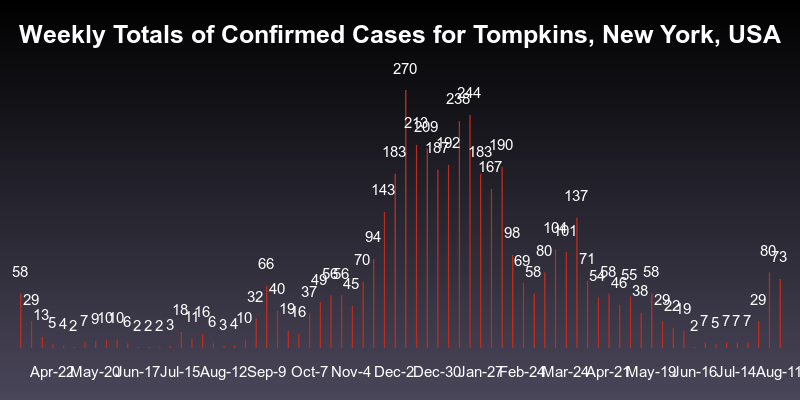 Weekly Totals of Confirmed Cases for Tompkins, New York, USA
270
244
238
213
209
183 187 192 183 190
167
143 137
94 98 104 101
58 66 70 69 58 80 71 80 73
29 40 49 56 56 45 54 58 46 55 38 58 29 22 19 29
13 5 4 2 7 9 10 10 6 2 2 2 3 18 11 16 6 3 4 10 32 19 16 37 2 7 5 7 7 7
Apr-22 May-20 Jun-17 Jul-15 Aug-12 Sep-9 Oct-7 Nov-4 Dec-2 Dec-30 Jan-27 Feb-24 Mar-24 Apr-21 May-19 Jun-16 Jul-14 Aug-11